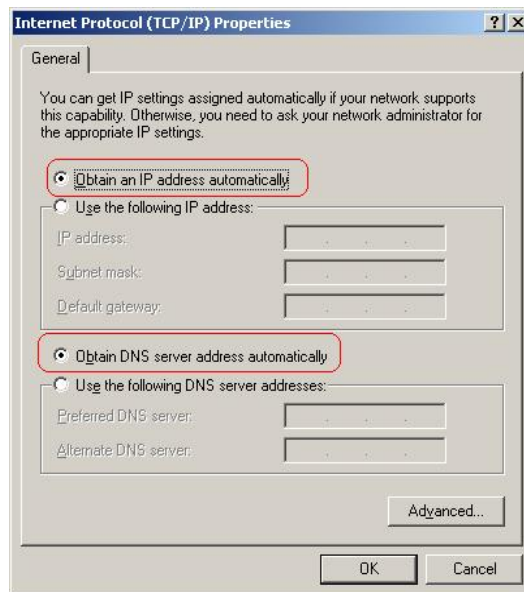 Internet Protocol (TCP/IP) Properties
General
You can get IP settings assigned automatically if your network supports
this capability. Otherwise, you need to ask your network administrator for
the appropriate IP settings.
Obtain an IP address automatically
Use the following IP address:
IP address:
Subnet mask:
Default gateway:
Obtain DNS server address automatically
Use the following DNS server addresses:
Preferred DNS server:
Alternate DNS server:
Advanced...
OK
Cancel